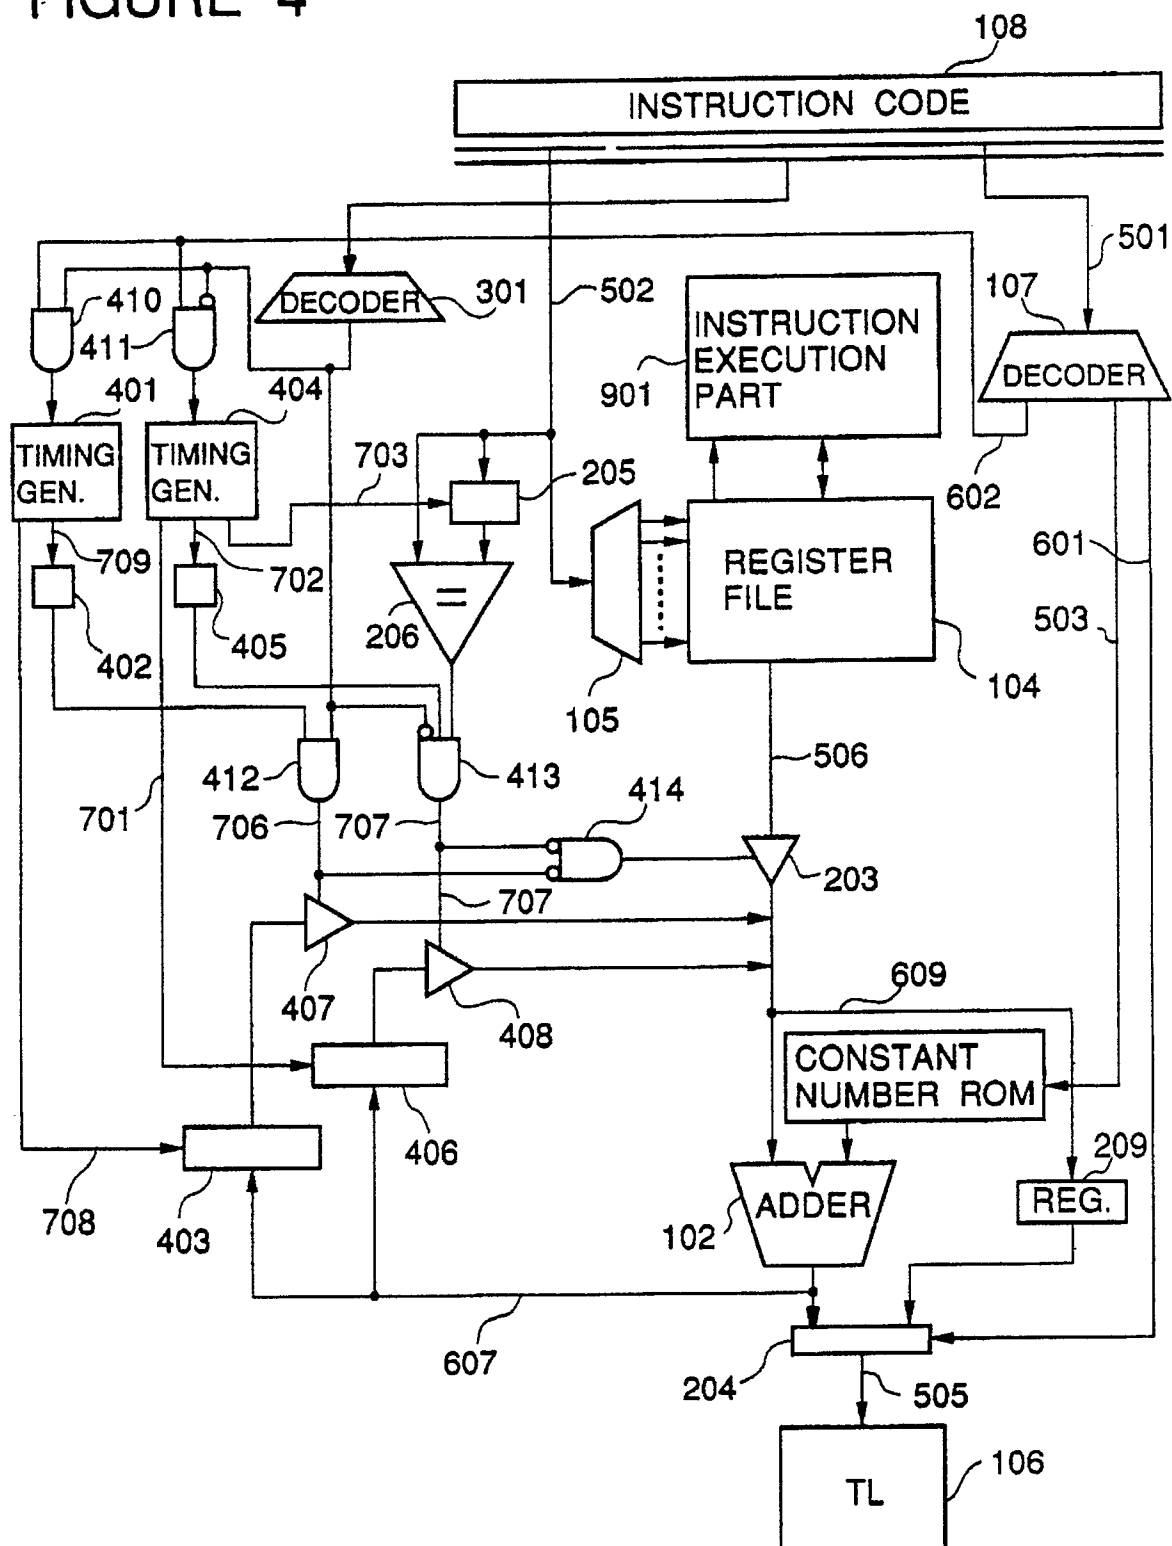 FIGURE 4
108
INSTRUCTION CODE
501
410
DECODER
301
502
107
411
INSTRUCTION
EXECUTION
PART
901
DECODER
401
404
TIMING
GEN.
TIMING
GEN.
703
205
602
601
709
702
REGISTER
FILE
503
206
402
405
105
104
412
413
506
701
706
707
414
203
707
407
408
609
CONSTANT
NUMBER ROM
406
209
708
403
102
ADDER
REG.
607
204
505
TL
106